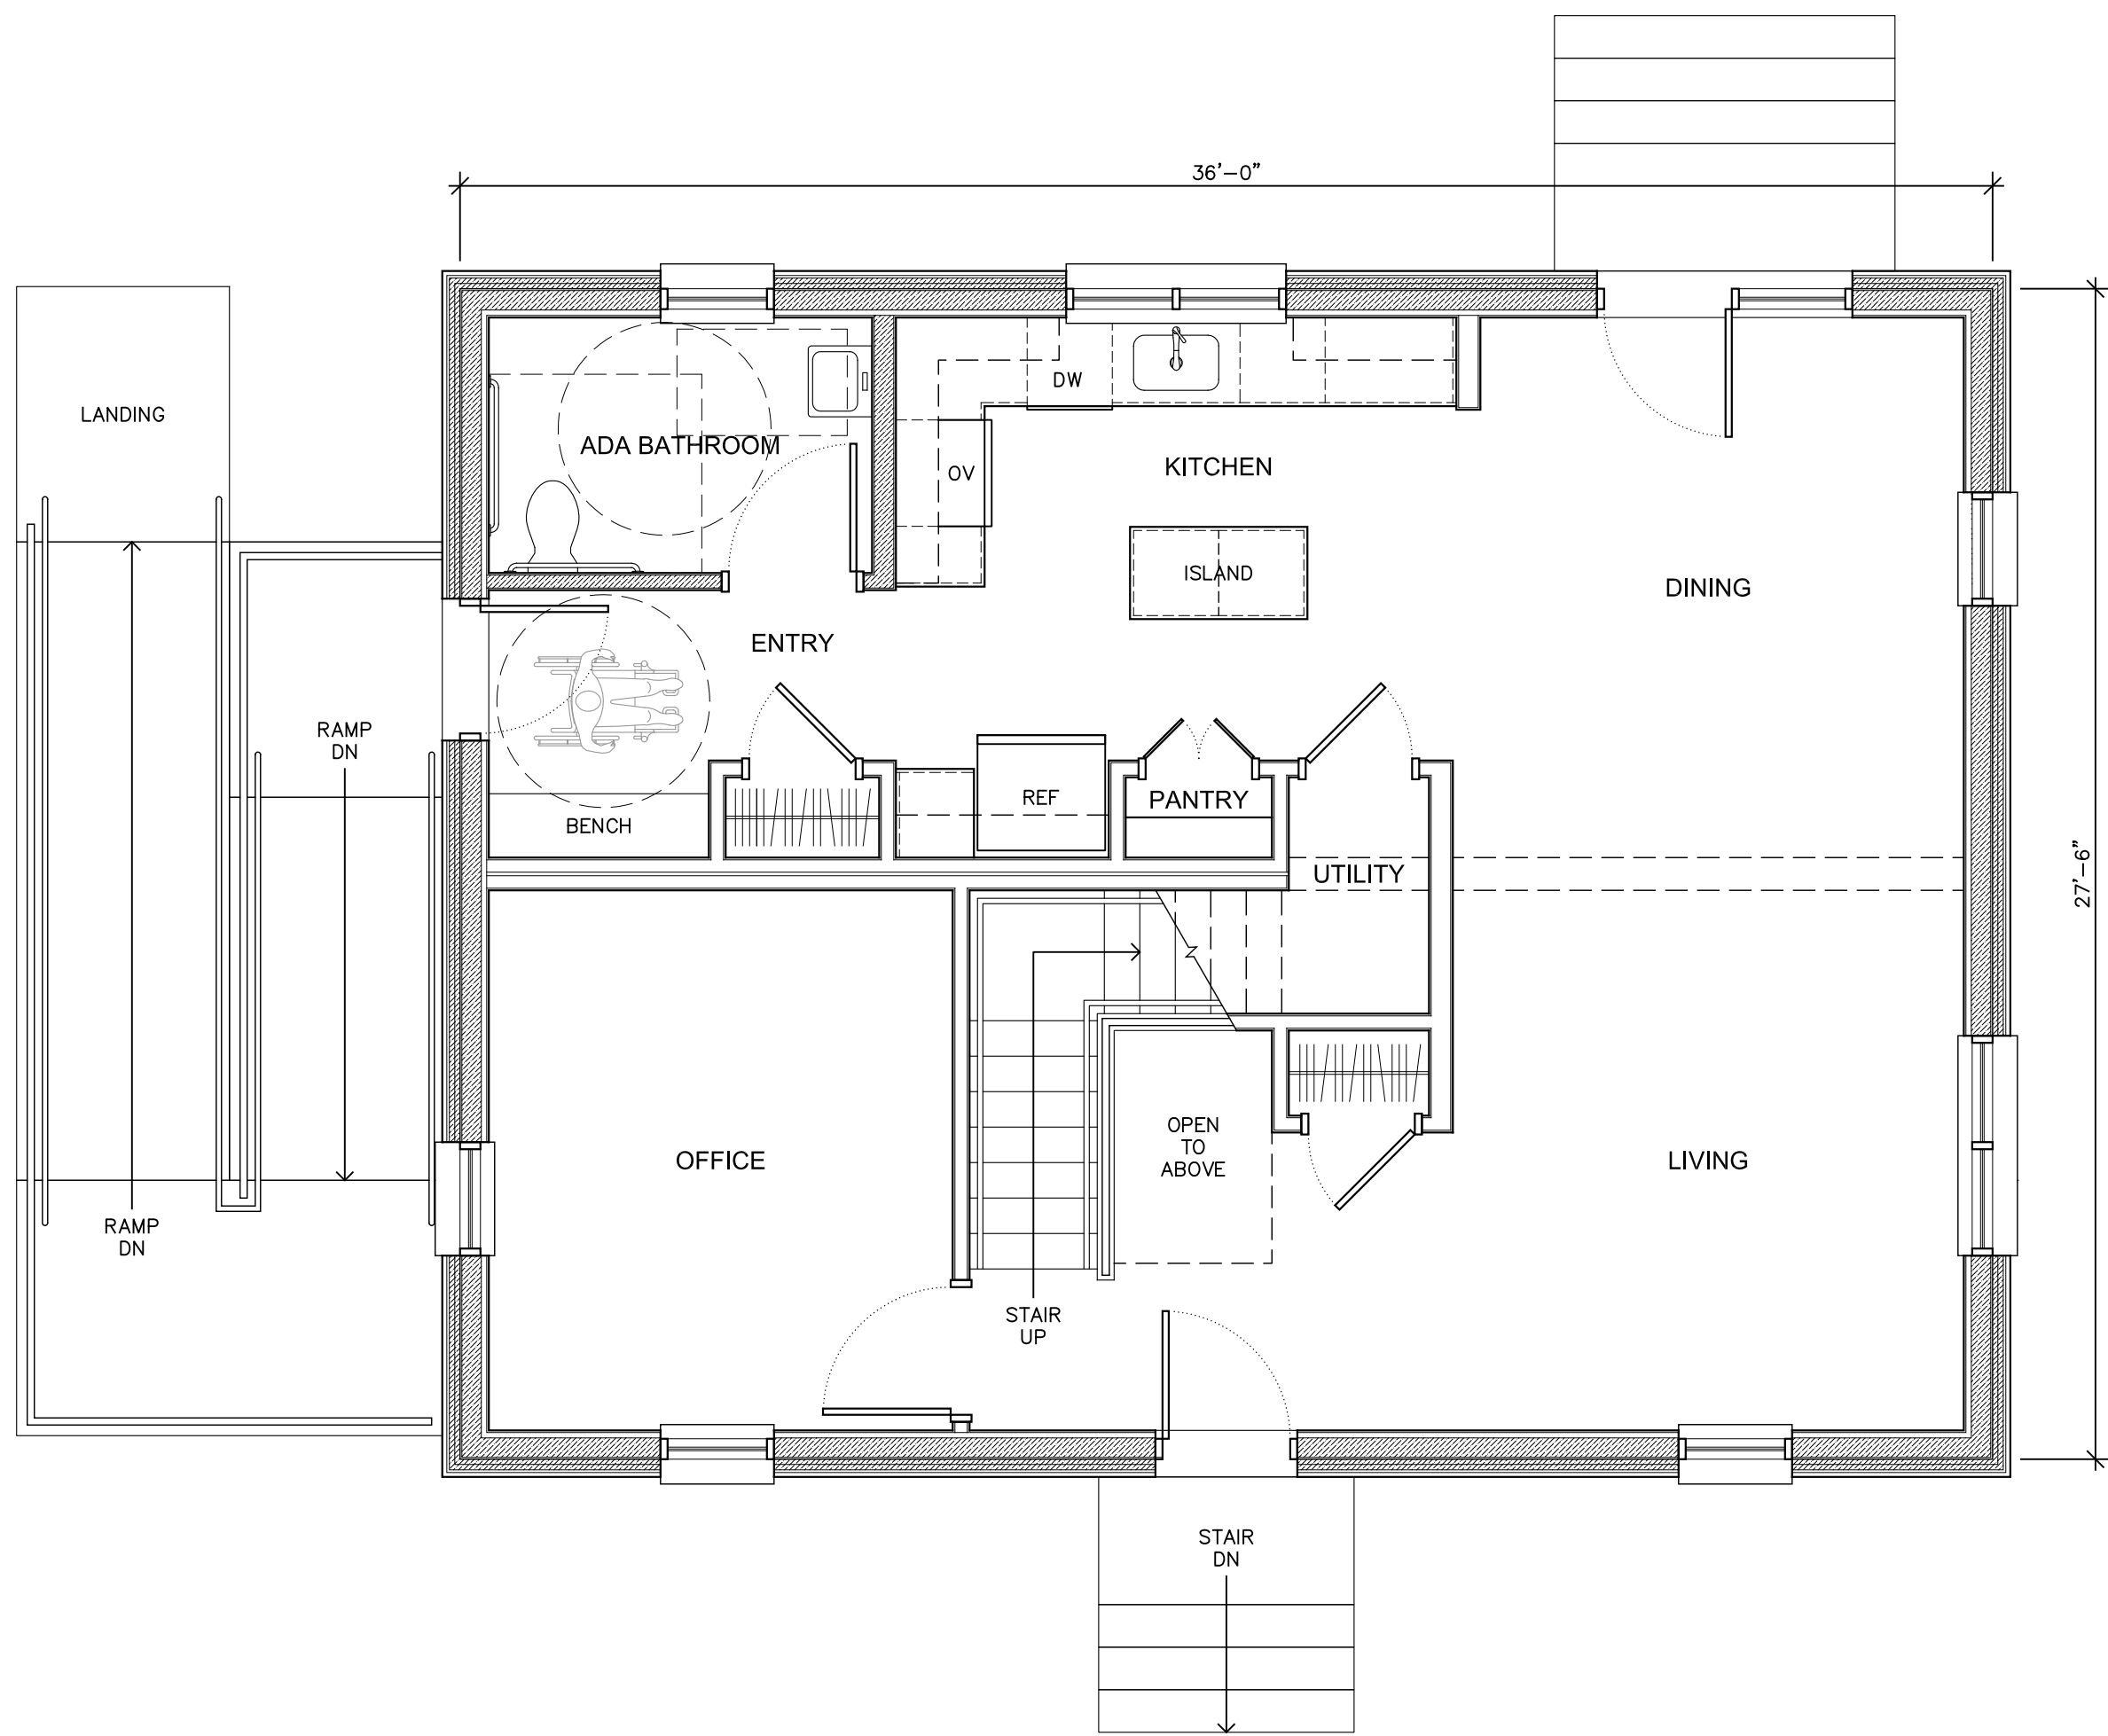 36'-0"
LANDING
DW
ADA BATHROOM
KITCHEN
OV
ISLAND
DINING
ENTRY
RAMP
DN
REF
PANTRY
BENCH
UTILITY
27'-6"
OPEN
TO
ABOVE
OFFICE
LIVING
RAMP
DN
STAIR
UP
STAIR
DN